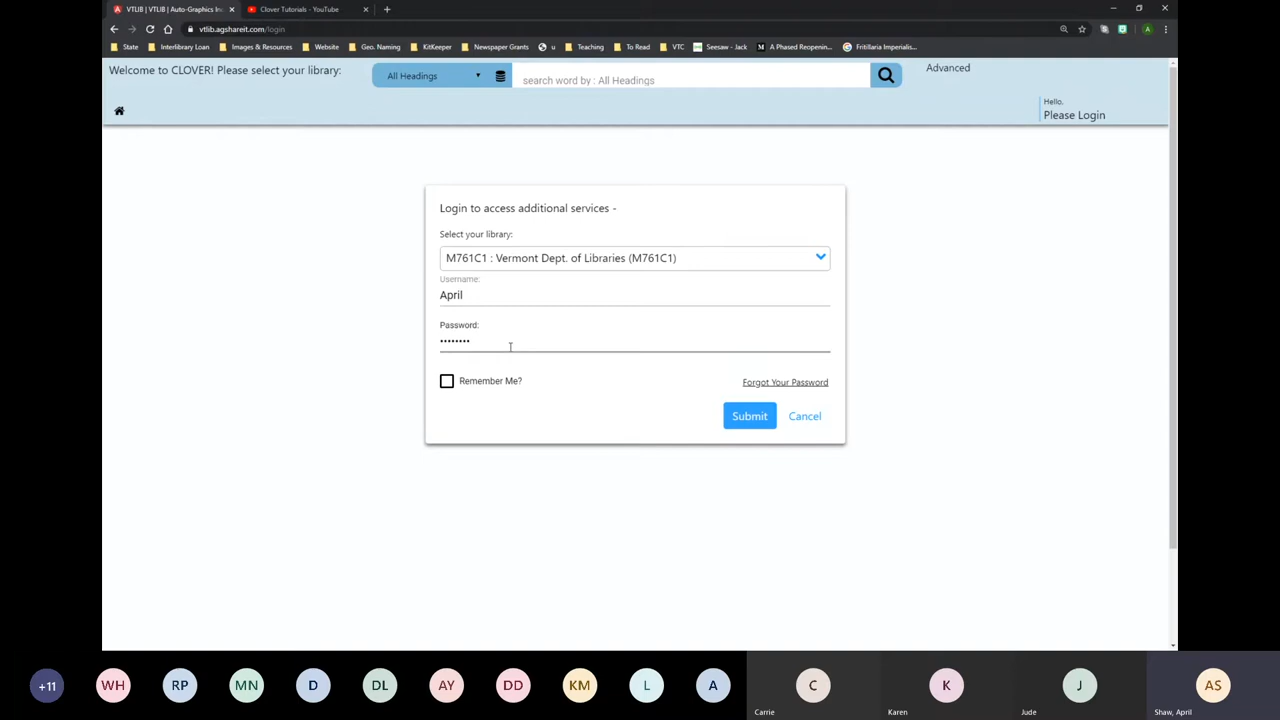 VTLIB | VTLIB | Auto-Graphics In
Clover Tutorials - YouTube
vtlib.agshareit.com/login
A
State
Interlibrary Loan
Images & Resources
Website
Geo. Naming
KitKeeper
Newspaper Grants
u
Teaching
To Read
VTC
Seesaw - Jack
A Phased Reopenin...
Fritillaria Imperialis...
Welcome to CLOVER! Please select your library:
All Headings
search word by : All Headings
Advanced
Hello,
Please Login
Login to access additional services -
Select your library:
M761C1 : Vermont Dept. of Libraries (M761C1)
Username:
April
Password:
••••••••
Remember Me?
Forgot Your Password
Submit
Cancel
+11
WH
RP
MN
D
DL
AY
DD
KM
L
A
C
Carrie
K
Karen
J
Jude
AS
Shaw, April